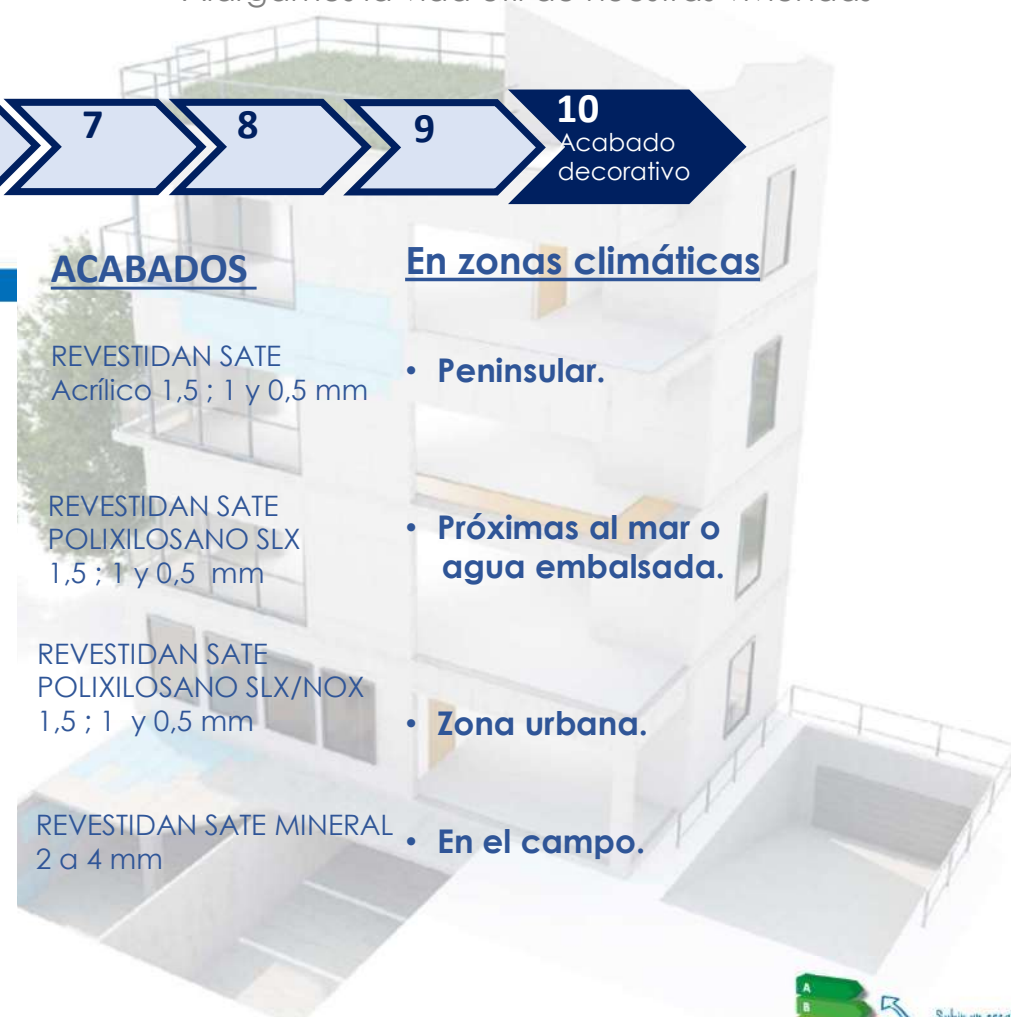 7
8
9
10
Acabado
decorativo
ACABADOS
En zonas climáticas
REVESTIDAN SATE
Acrílico 1,5 ; 1 y 0,5 mm
• Peninsular.
REVESTIDAN SATE
POLIXILOSANO SLX
1,5 ; 1 y 0,5 mm
• Próximas al mar o
agua embalsada.
REVESTIDAN SATE
POLIXILOSANO SLX/NOX
1,5 ; 1 y 0,5 mm
• Zona urbana.
REVESTIDAN SATE MINERAL
2 a 4 mm
• En el campo.
A
B